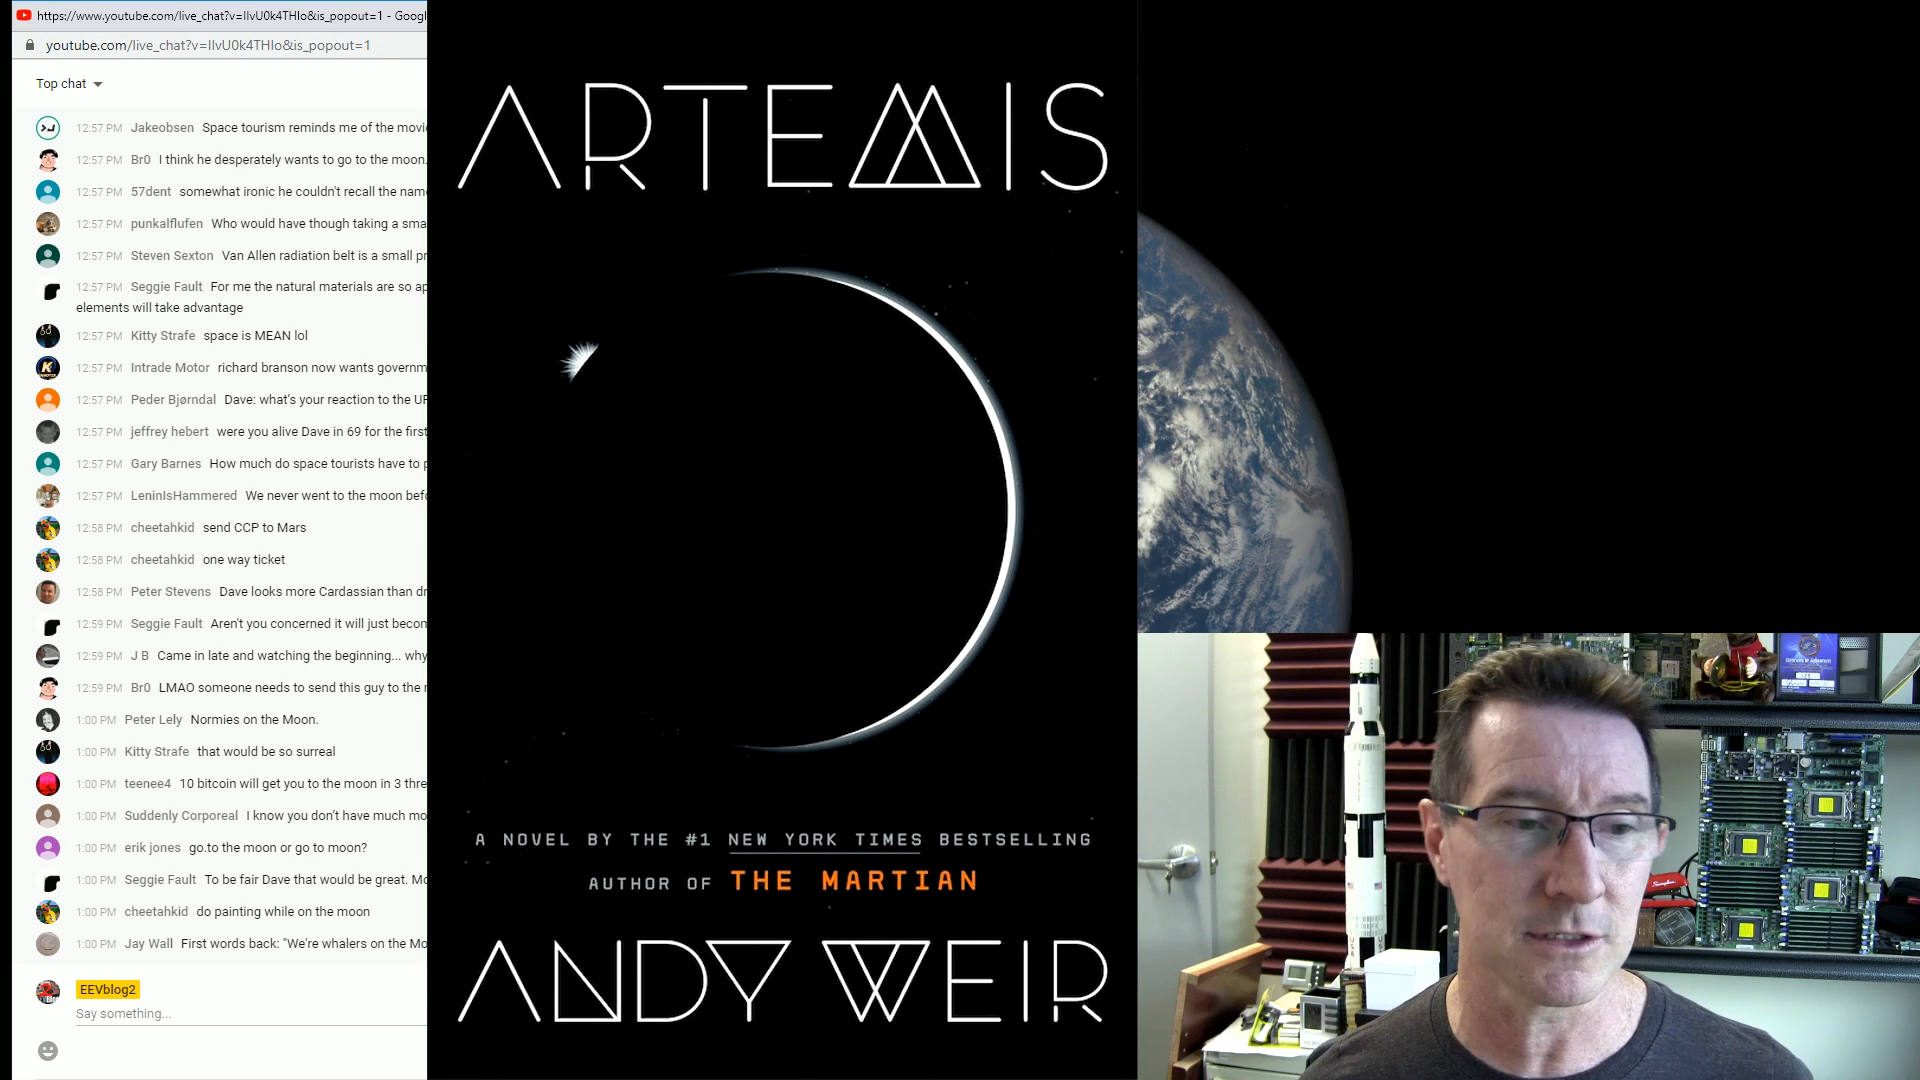 https://www.youtube.com/live_chat?v=IIvU0k4THIo&is_popout=1 - Googl
youtube.com/live_chat?v=IIvU0k4THIo&is_popout=1
Top chat
12:57 PM Jakeobsen Space tourism reminds me of the movi
12:57 PM Br0 I think he desperately wants to go to the moon.
12:57 PM 57dent somewhat ironic he couldn't recall the nam
12:57 PM punkalflufen Who would have though taking a sma
12:57 PM Steven Sexton Van Allen radiation belt is a small pr
12:57 PM Seggie Fault For me the natural materials are so ap
elements will take advantage
12:57 PM Kitty Strafe space is MEAN lol
12:57 PM Intrade Motor richard branson now wants governm
12:57 PM Peder Bjørndal Dave: what's your reaction to the UF
12:57 PM jeffrey hebert were you alive Dave in 69 for the first
12:57 PM Gary Barnes How much do space tourists have to p
12:57 PM LeninIsHammered We never went to the moon befo
12:58 PM cheetahkid send CCP to Mars
12:58 PM cheetahkid one way ticket
12:58 PM Peter Stevens Dave looks more Cardassian than dr
12:59 PM Seggie Fault Aren't you concerned it will just becom
12:59 PM J B Came in late and watching the beginning... why
12:59 PM Br0 LMAO someone needs to send this guy to the m
1:00 PM Peter Lely Normies on the Moon.
1:00 PM Kitty Strafe that would be so surreal
1:00 PM teenee4 10 bitcoin will get you to the moon in 3 thre
1:00 PM Suddenly Corporeal I know you don't have much mo
1:00 PM erik jones go.to the moon or go to moon?
1:00 PM Seggie Fault To be fair Dave that would be great. Mo
1:00 PM cheetahkid do painting while on the moon
1:00 PM Jay Wall First words back: "We're whalers on the Mo
EEVblog2
Say something...
ARTEMIS
A NOVEL BY THE #1 NEW YORK TIMES BESTSELLING
AUTHOR OF THE MARTIAN
ANDY WEIR